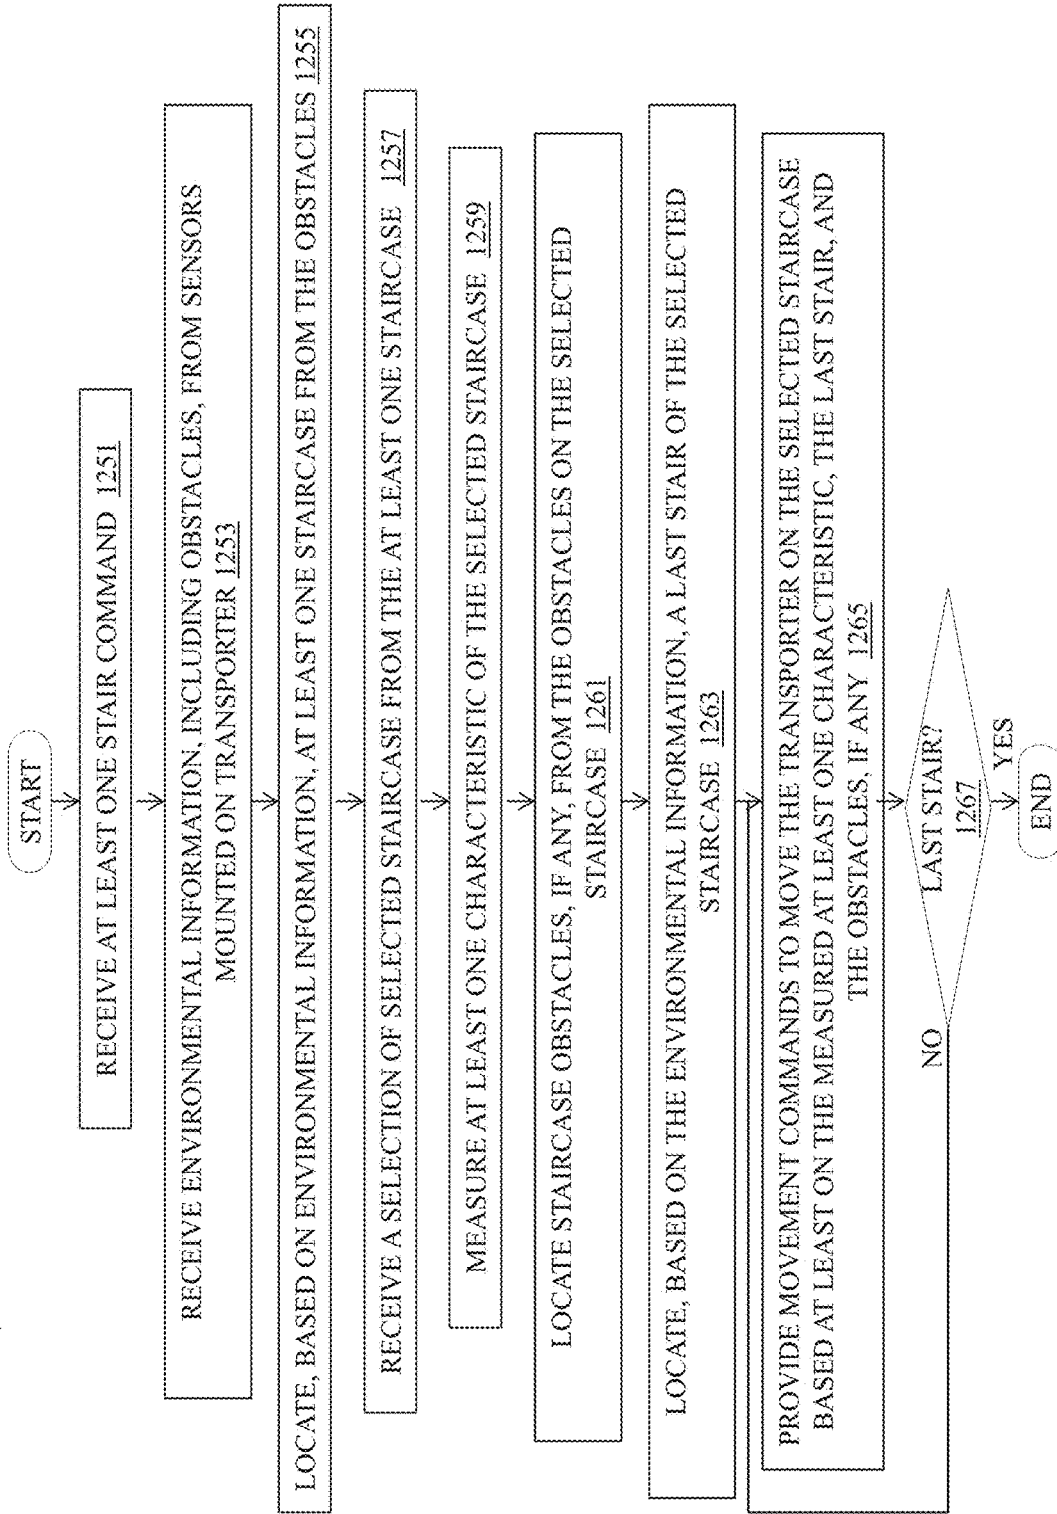 START
RECEIVE AT LEAST ONE STAIR COMMAND 1251
RECEIVE ENVIRONMENTAL INFORMATION, INCLUDING OBSTACLES, FROM SENSORS
MOUNTED ON TRANSPORTER 1253
LOCATE, BASED ON ENVIRONMENTAL INFORMATION, AT LEAST ONE STAIRCASE FROM THE OBSTACLES 1255
RECEIVE A SELECTION OF SELECTED STAIRCASE FROM THE AT LEAST ONE STAIRCASE 1257
MEASURE AT LEAST ONE CHARACTERISTIC OF THE SELECTED STAIRCASE 1259
LOCATE STAIRCASE OBSTACLES, IF ANY, FROM THE OBSTACLES ON THE SELECTED
STAIRCASE 1261
LOCATE, BASED ON THE ENVIRONMENTAL INFORMATION, A LAST STAIR OF THE SELECTED
STAIRCASE 1263
PROVIDE MOVEMENT COMMANDS TO MOVE THE TRANSPORTER ON THE SELECTED STAIRCASE
BASED AT LEAST ON THE MEASURED AT LEAST ONE CHARACTERISTIC, THE LAST STAIR, AND
THE OBSTACLES, IF ANY 1265
NO
LAST STAIR?
1267
YES
END